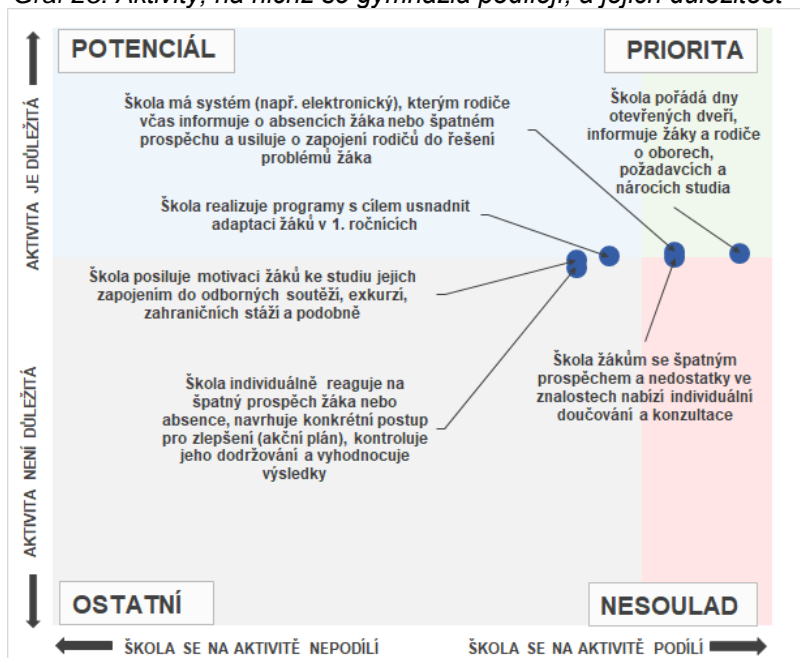 Graf 28: Aktivity, na nichž se gymnázia podílejí, a jejich důležitost
POTENCIÁL
PRIORITA
Škola má systém (např. elektronický), kterým rodiče
včas informuje o absencích žáka nebo špatném
prospěchu a usiluje o zapojení rodičů do řešení
problémů žáka
Škola pořádá dny
otevřených dveří,
informuje žáky a rodiče
o oborech,
požadavcích a
nárocích studia
Škola realizuje programy s cílem usnadnit
adaptaci žáků v 1. ročnících
Škola posiluje motivaci žáků ke studiu jejich
zapojením do odborných soutěží, exkurzí,
zahraničních stáží a podobně
Škola individuálně reaguje na
špatný prospěch žáka nebo
absence, navrhuje konkrétní postup
pro zlepšení (akční plán), kontroluje
jeho dodržování a vyhodnocuje
výsledky
Škola žákům se špatným
prospěchem a nedostatky ve
znalostech nabízí individuální
doučování a konzultace
AKTIVITA JE DŮLEŽITÁ
AKTIVITA NENÍ DŮLEŽITÁ
OSTATNÍ
NESOULAD
ŠKOLA SE NA AKTIVITĚ NEPODÍLÍ
ŠKOLA SE NA AKTIVITĚ PODÍLÍ